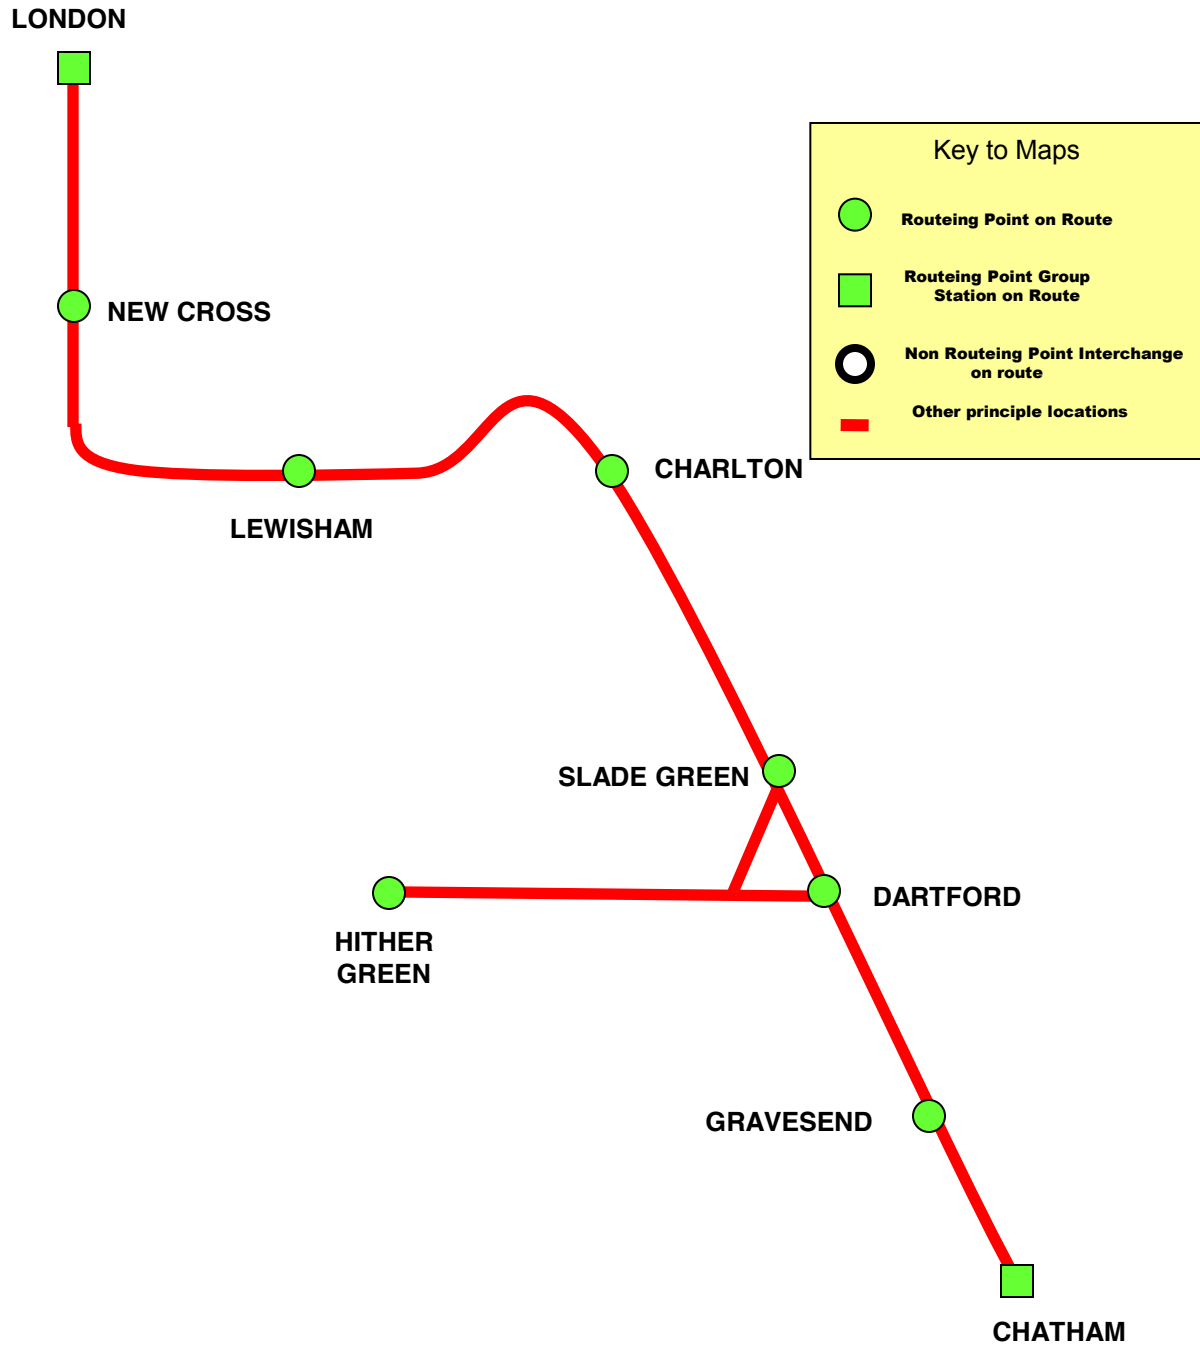 LONDON
Key to Maps
Routeing Point on Route
Routeing Point Group
Station on Route
Non Routeing Point Interchange
on route
Other principle locations
NEW CROSS
CHARLTON
LEWISHAM
SLADE GREEN
DARTFORD
HITHER
GREEN
GRAVESEND
CHATHAM